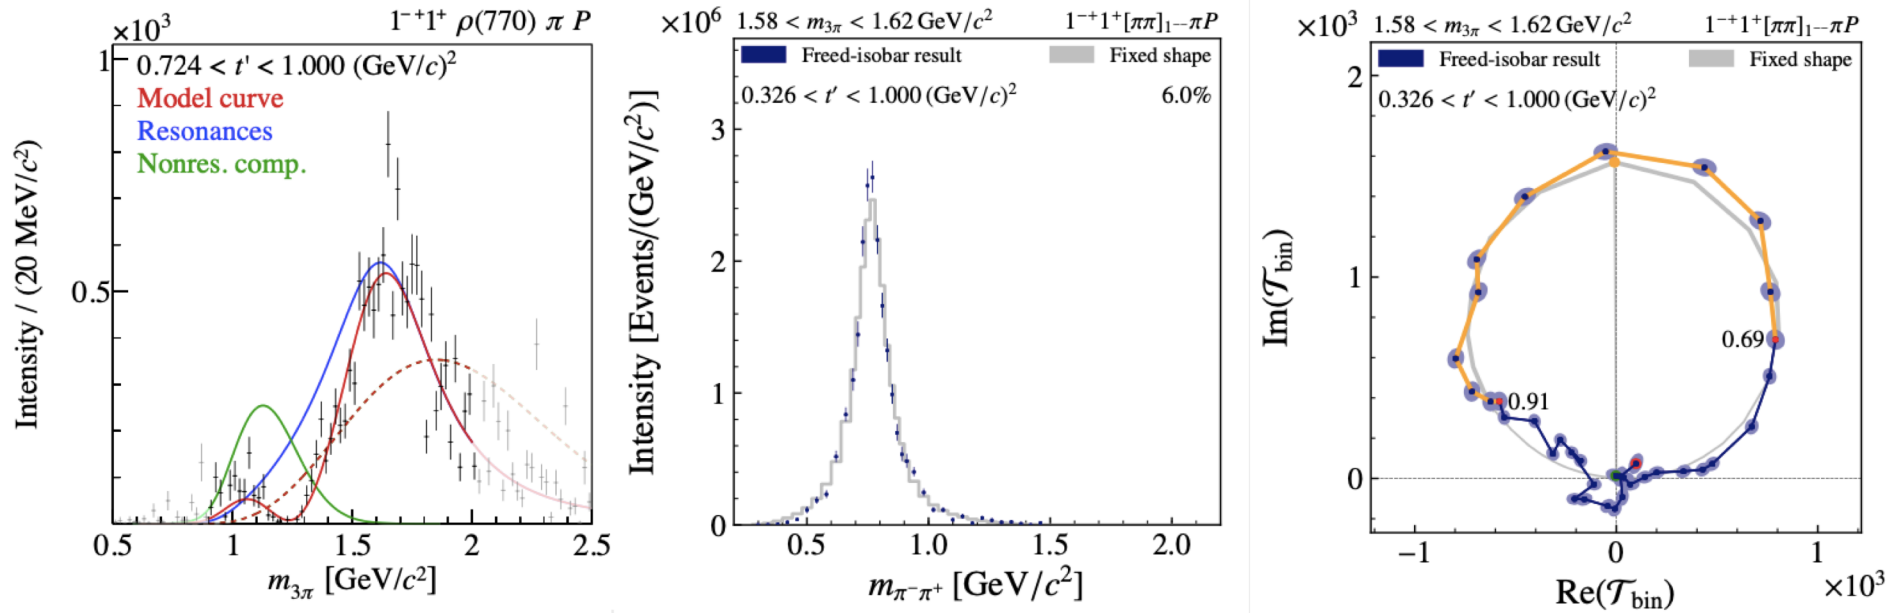 ×10³
1⁻⁺1⁺ ρ(770) π P
0.724 < t' < 1.000 (GeV/c)²
Model curve
Resonances
Nonres. comp.
Intensity / (20 MeV/c²)
1
0.5
0.5
1
1.5
2
2.5
m₃π [GeV/c²]
×10⁶
1.58 < m₃π < 1.62 GeV/c²
1⁻⁺1⁺[ππ]₁₋₋πP
Freed-isobar result
Fixed shape
0.326 < t′ < 1.000 (GeV/c)²
6.0%
Intensity [Events/(GeV/c²)]
3
2
1
0
0.5
1.0
1.5
2.0
mπ⁻π⁺ [GeV/c²]
×10³
1.58 < m₃π < 1.62 GeV/c²
1⁻⁺1⁺[ππ]₁₋₋πP
Freed-isobar result
Fixed shape
0.326 < t′ < 1.000 (GeV/c)²
Im(𝒯bin)
2
1
0
0.69
0.91
−1
0
1
×10³
Re(𝒯bin)